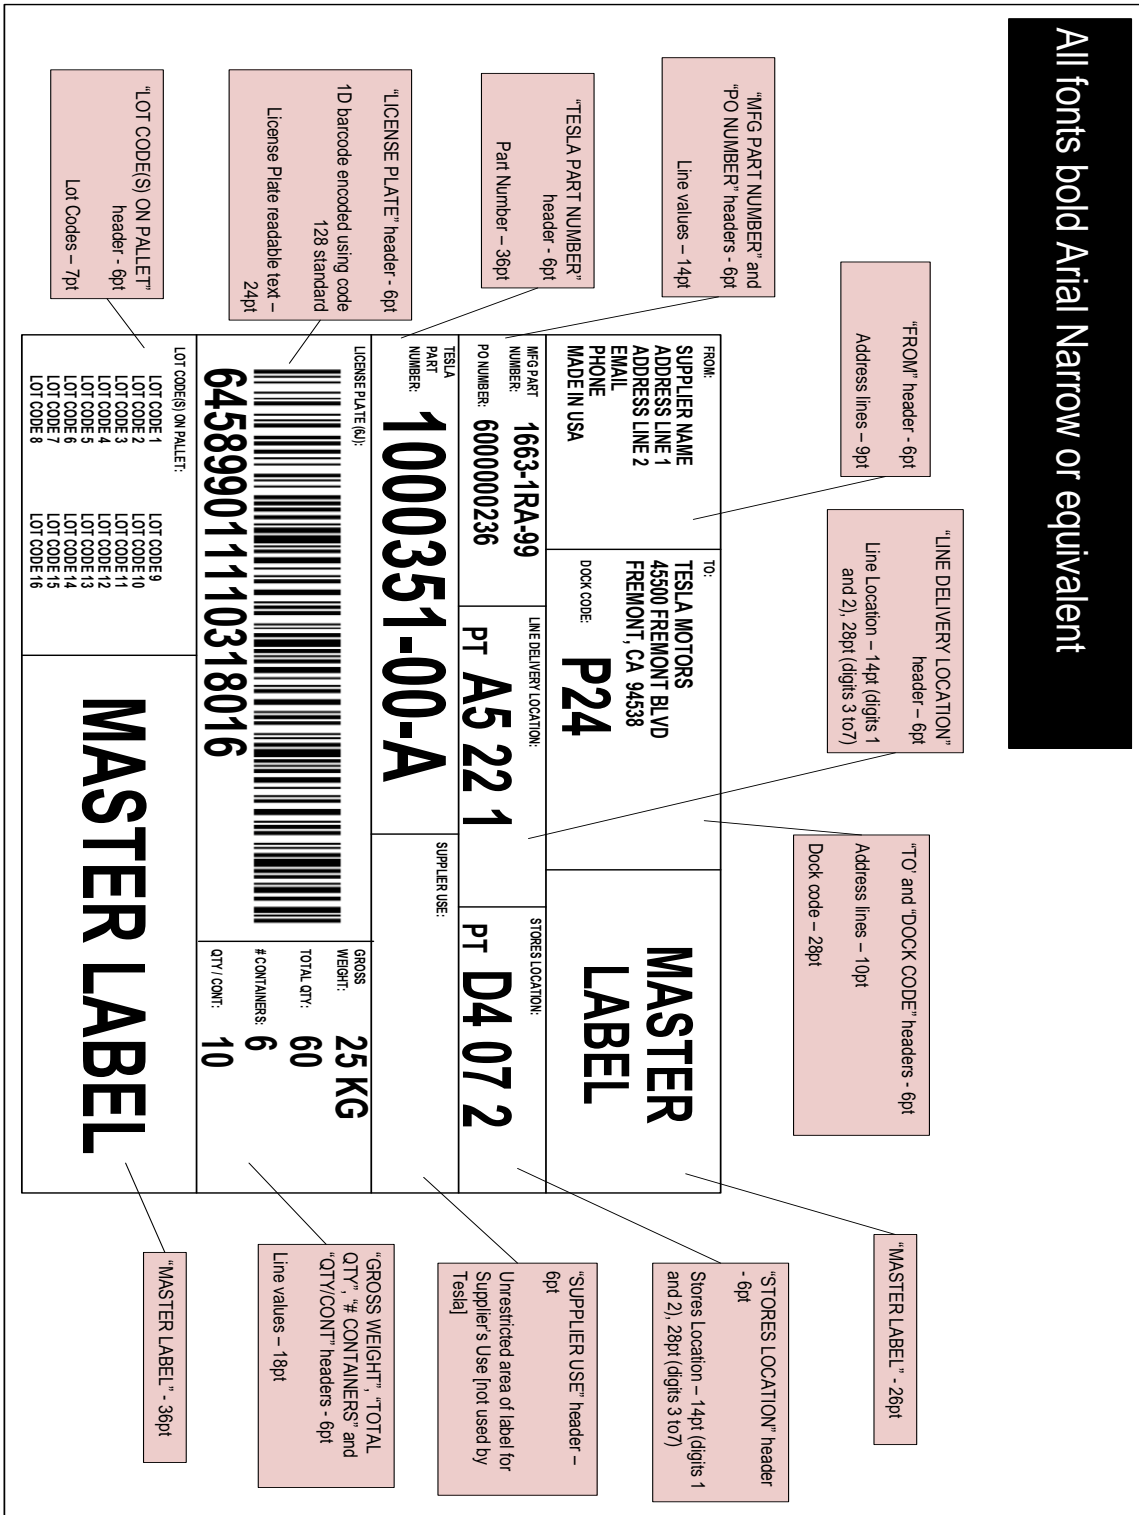 All fonts bold Arial Narrow or equivalent
"FROM" header - 6pt
Address lines – 9pt
"LINE DELIVERY LOCATION"
header – 6pt
Line Location – 14pt (digits 1
and 2), 28pt (digits 3 to7)
"TO' and "DOCK CODE" headers - 6pt
Address lines – 10pt
Dock code – 28pt
"MASTER LABEL" - 26pt
"MFG PART NUMBER" and
"PO NUMBER" headers - 6pt
Line values – 14pt
"TESLA PART NUMBER"
header - 6pt
Part Number – 36pt
"LICENSE PLATE" header - 6pt
1D barcode encoded using code
128 standard
License Plate readable text –
24pt
"LOT CODE(S) ON PALLET"
header - 6pt
Lot Codes – 7pt
FROM:
SUPPLIER NAME
ADDRESS LINE 1
ADDRESS LINE 2
EMAIL
PHONE
MADE IN USA
TO:
TESLA MOTORS
45500 FREMONT BLVD
FREMONT, CA 94538
DOCK CODE: P24
MASTER
LABEL
MFG PART
NUMBER: 1663-1RA-99
PO NUMBER: 6000000236
LINE DELIVERY LOCATION:
PT A5 22 1
STORES LOCATION:
PT D4 07 2
TESLA
PART
NUMBER: 1000351-00-A
SUPPLIER USE:
LICENSE PLATE (6J):
645899011110318016
GROSS
WEIGHT: 25 KG
TOTAL QTY: 60
# CONTAINERS: 6
QTY / CONT: 10
LOT CODE(S) ON PALLET:
LOT CODE 1 LOT CODE 9
LOT CODE 2 LOT CODE 10
LOT CODE 3 LOT CODE 11
LOT CODE 4 LOT CODE 12
LOT CODE 5 LOT CODE 13
LOT CODE 6 LOT CODE 14
LOT CODE 7 LOT CODE 15
LOT CODE 8 LOT CODE 16
MASTER LABEL
"STORES LOCATION" header
- 6pt
Stores Location – 14pt (digits 1
and 2), 28pt (digits 3 to7)
"SUPPLIER USE" header –
6pt
Unrestricted area of label for
Supplier's Use [not used by
Tesla]
"GROSS WEIGHT", "TOTAL
QTY", "# CONTAINERS" and
"QTY/CONT" headers - 6pt
Line values – 18pt
"MASTER LABEL" - 36pt